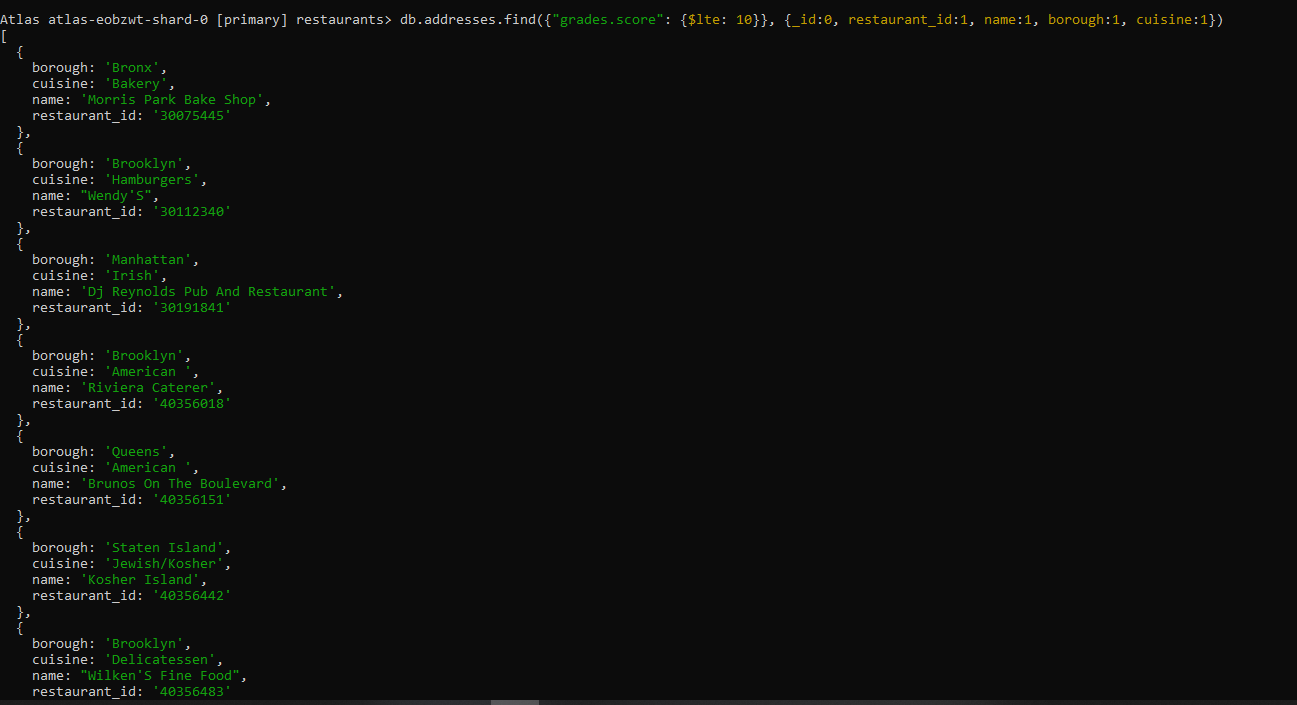 Atlas atlas-eobzwt-shard-0 [primary] restaurants> db.addresses.find({"grades.score": {$lte: 10}}, {_id:0, restaurant_id:1, name:1, borough:1, cuisine:1})
[
  {
    borough: 'Bronx',
    cuisine: 'Bakery',
    name: 'Morris Park Bake Shop',
    restaurant_id: '30075445'
  },
  {
    borough: 'Brooklyn',
    cuisine: 'Hamburgers',
    name: "Wendy'S",
    restaurant_id: '30112340'
  },
  {
    borough: 'Manhattan',
    cuisine: 'Irish',
    name: 'Dj Reynolds Pub And Restaurant',
    restaurant_id: '30191841'
  },
  {
    borough: 'Brooklyn',
    cuisine: 'American ',
    name: 'Riviera Caterer',
    restaurant_id: '40356018'
  },
  {
    borough: 'Queens',
    cuisine: 'American ',
    name: 'Brunos On The Boulevard',
    restaurant_id: '40356151'
  },
  {
    borough: 'Staten Island',
    cuisine: 'Jewish/Kosher',
    name: 'Kosher Island',
    restaurant_id: '40356442'
  },
  {
    borough: 'Brooklyn',
    cuisine: 'Delicatessen',
    name: "Wilken'S Fine Food",
    restaurant_id: '40356483'